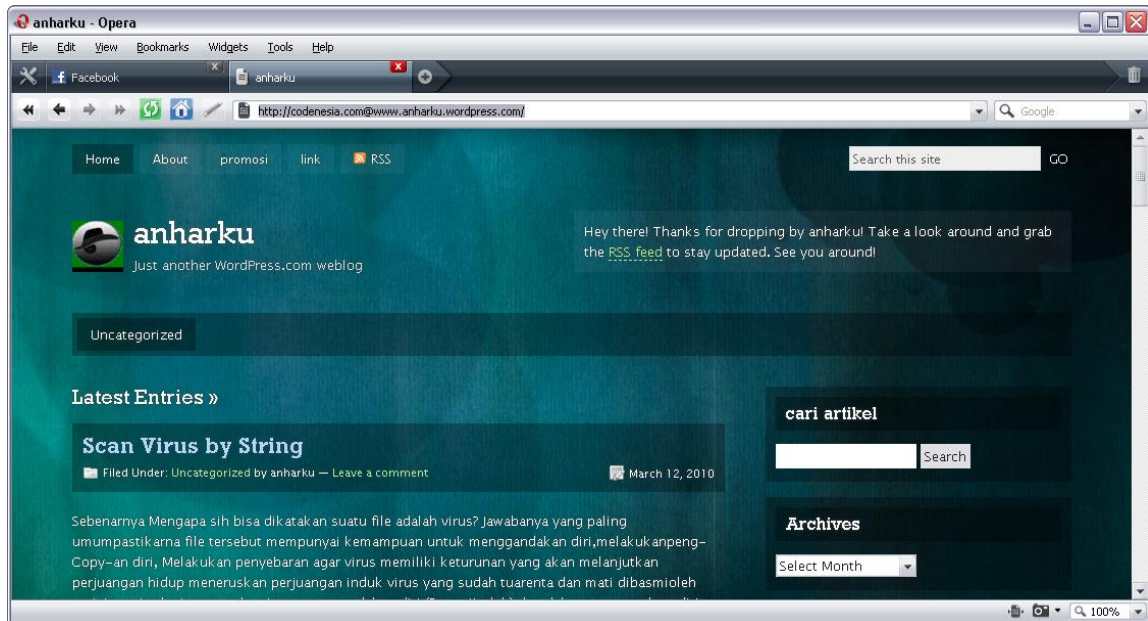 anharku - Opera
File Edit View Bookmarks Widgets Tools Help
Facebook
anharku
http://codenesia.com@www.anharku.wordpress.com/
Google
Home About promosi link RSS
Search this site GO
anharku
Just another WordPress.com weblog
Hey there! Thanks for dropping by anharku! Take a look around and grab
the RSS feed to stay updated. See you around!
Uncategorized
Latest Entries »
Scan Virus by String
Filed Under: Uncategorized by anharku — Leave a comment
March 12, 2010
Sebenarnya Mengapa sih bisa dikatakan suatu file adalah virus? Jawabanya yang paling
umumpastikarna file tersebut mempunyai kemampuan untuk menggandakan diri,melakukanpeng-
Copy-an diri, Melakukan penyebaran agar virus memiliki keturunan yang akan melanjutkan
perjuangan hidup meneruskan perjuangan induk virus yang sudah tuarenta dan mati dibasmioleh
cari artikel
Search
Archives
Select Month
100%